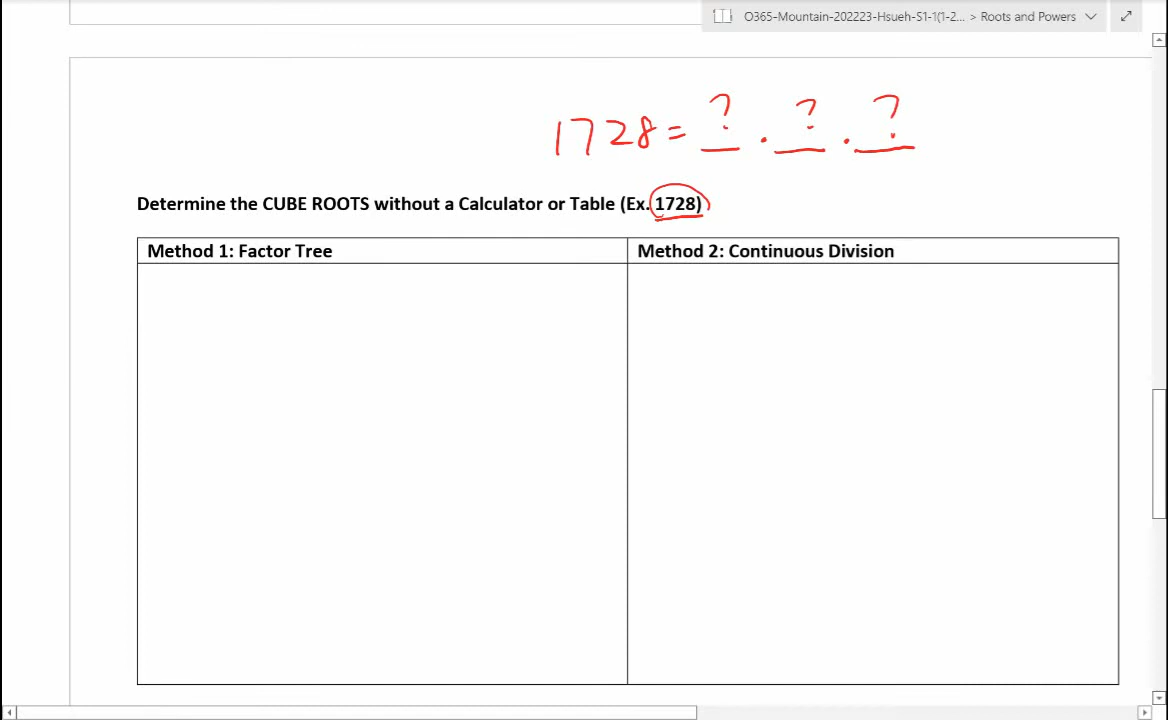 O365-Mountain-202223-Hsueh-S1-1(1-2... > Roots and Powers
1728 = ? . ? . ?
Determine the CUBE ROOTS without a Calculator or Table (Ex. 1728)
Method 1: Factor Tree
Method 2: Continuous Division